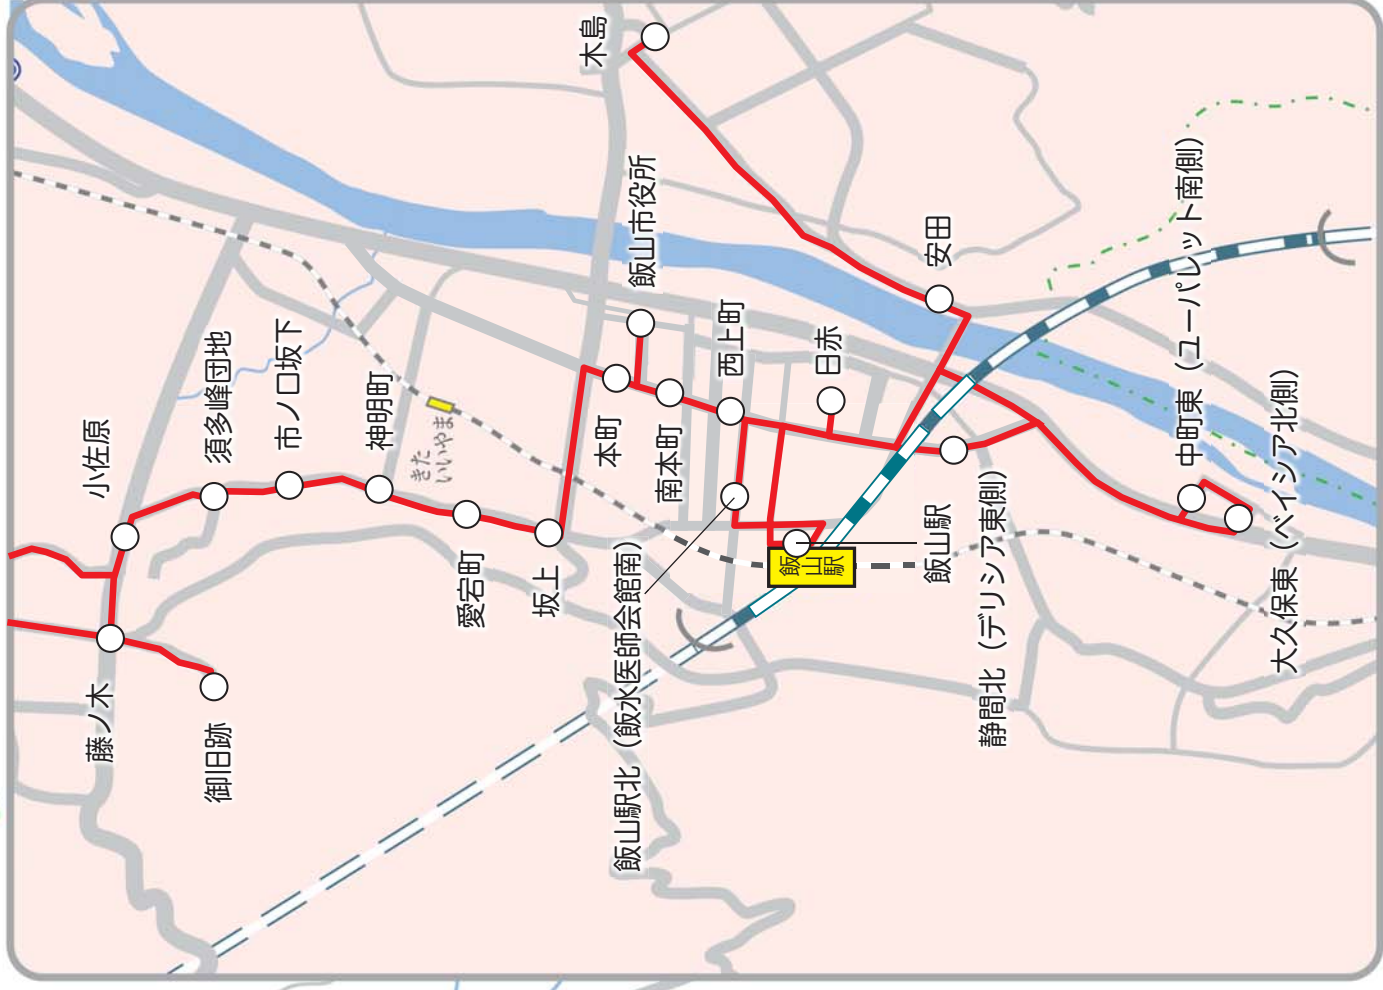 木島
飯山市役所
安田
中町東（ユーパレット南側）
西上町
日赤
須多峰団地
市ノ口坂下
神明町
小佐原
きた
いいやま
本町
南本町
大久保東（ベイシア北側）
愛宕町
坂上
飯山駅北（飯水医師会館南）
飯山駅
飯
山
駅
静間北（デリシア東側）
藤ノ木
御旧跡